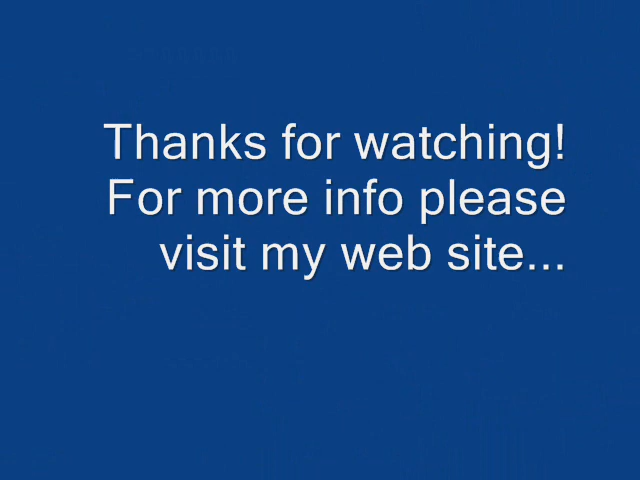 Thanks for watching!
For more info please
visit my web site...